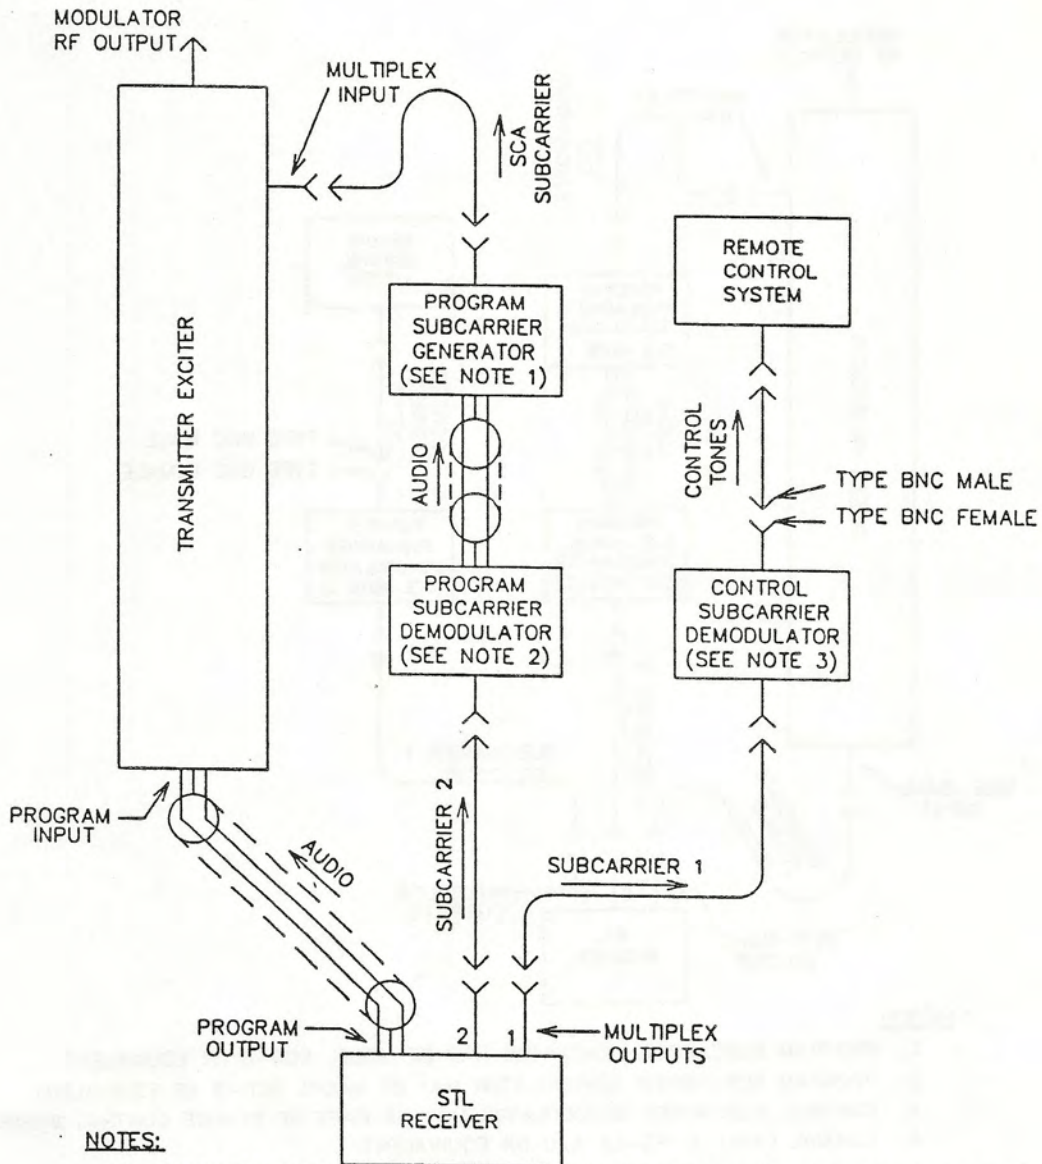 MODULATOR
RF OUTPUT
MULTIPLEX
INPUT
SCA
SUBCARRIER
TRANSMITTER EXCITER
PROGRAM
SUBCARRIER
GENERATOR
(SEE NOTE 1)
REMOTE
CONTROL
SYSTEM
AUDIO
CONTROL
TONES
TYPE BNC MALE
TYPE BNC FEMALE
PROGRAM
SUBCARRIER
DEMODULATOR
(SEE NOTE 2)
CONTROL
SUBCARRIER
DEMODULATOR
(SEE NOTE 3)
PROGRAM
INPUT
AUDIO
SUBCARRIER 2
SUBCARRIER 1
PROGRAM
OUTPUT
2
1
MULTIPLEX
OUTPUTS
STL
RECEIVER
NOTES: